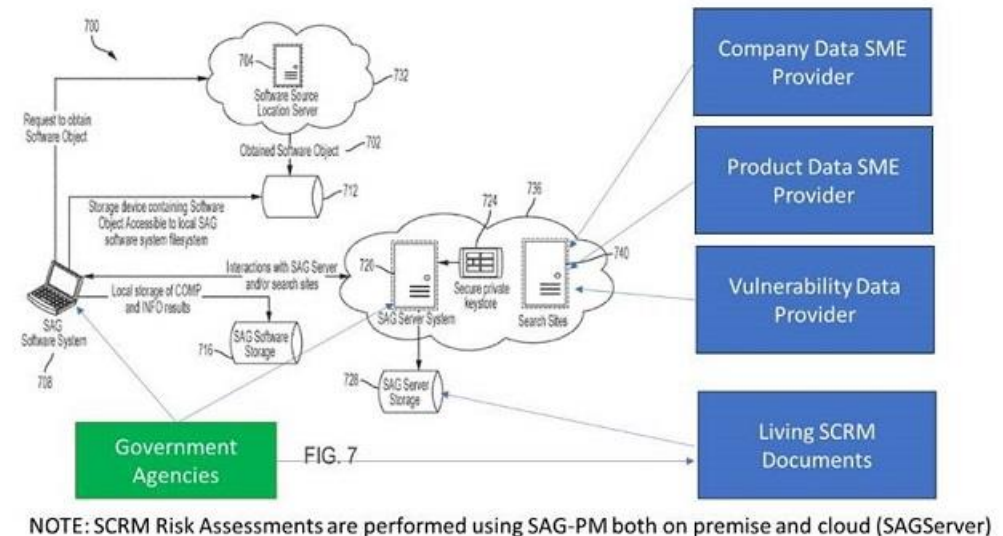 700
704
Software Source
Location Server
732
Request to obtain
Software Object
Obtained Software Object
702
712
Storage device containing Software
Object Accessible to local SAG
software system filesystem
Interactions with SAG Server
and/or search sites
Local storage of COMP
and INFO results
SAG
Software System
708
SAG Software
Storage
716
724
736
720
740
Secure private
keystore
SAG Server System
Search Sites
728
SAG Server
Storage
Company Data SME
Provider
Product Data SME
Provider
Vulnerability Data
Provider
Living SCRM
Documents
Government
Agencies
FIG. 7
NOTE: SCRM Risk Assessments are performed using SAG-PM both on premise and cloud (SAGServer)